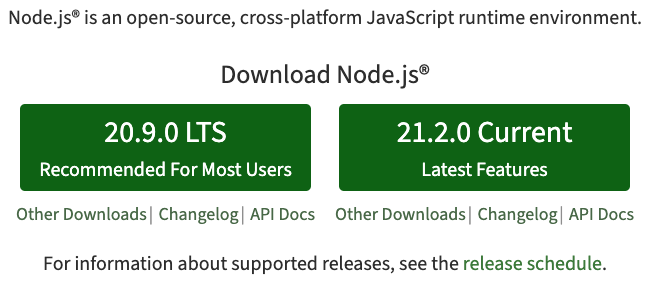 Node.js® is an open-source, cross-platform JavaScript runtime environment.
Download Node.js®
20.9.0 LTS
Recommended For Most Users
21.2.0 Current
Latest Features
Other Downloads | Changelog | API Docs
Other Downloads | Changelog | API Docs
For information about supported releases, see the release schedule.